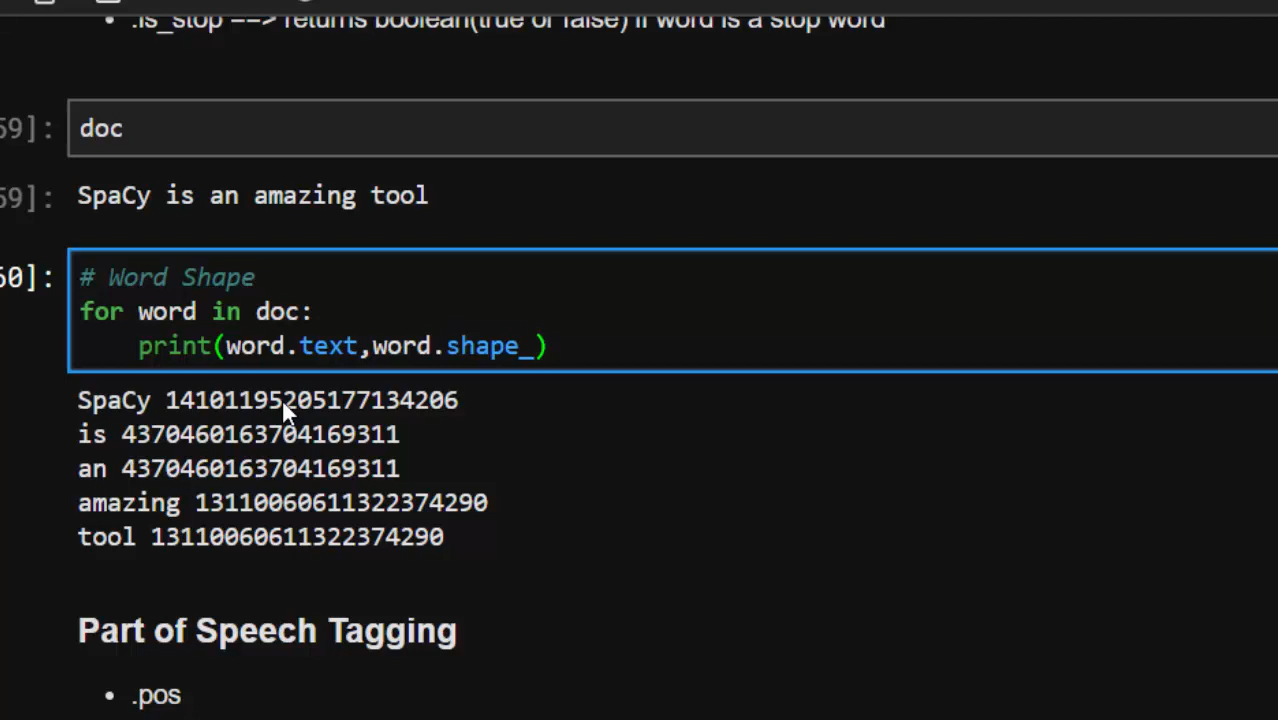 .is_stop ==> returns boolean(true or false) if word is a stop word
59]: doc
59]: SpaCy is an amazing tool
60]: # Word Shape
for word in doc:
print(word.text,word.shape_)
SpaCy 14101195205177134206
is 4370460163704169311
an 4370460163704169311
amazing 13110060611322374290
tool 13110060611322374290
Part of Speech Tagging
.pos